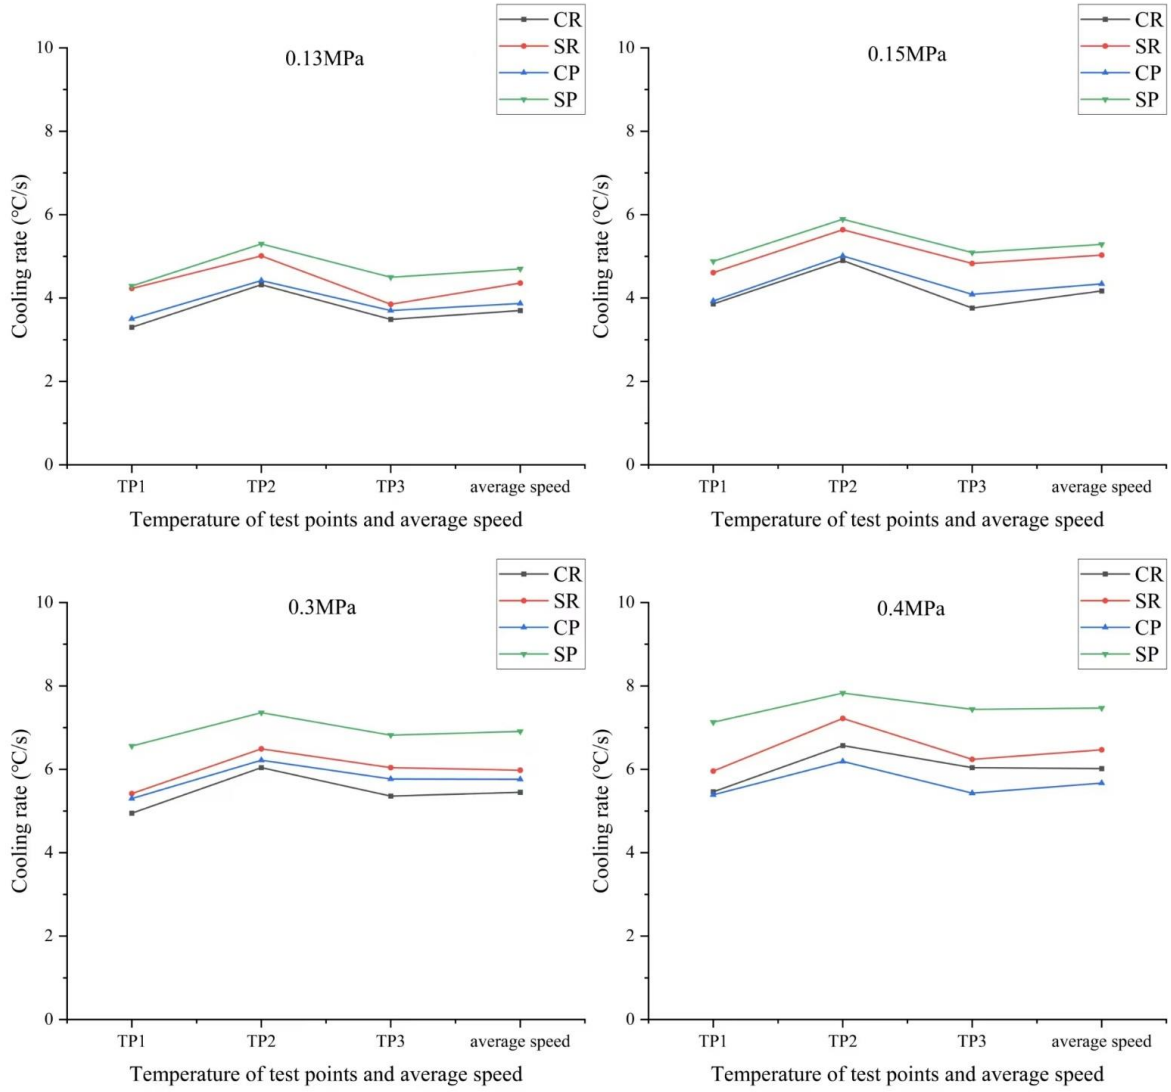 CR
SR
CP
SP
0.13MPa
10
8
6
4
2
0
Cooling rate (℃/s)
TP1 TP2 TP3 average speed
Temperature of test points and average speed
CR
SR
CP
SP
0.15MPa
10
8
6
4
2
0
Cooling rate (℃/s)
TP1 TP2 TP3 average speed
Temperature of test points and average speed
CR
SR
CP
SP
0.3MPa
10
8
6
4
2
0
Cooling rate (℃/s)
TP1 TP2 TP3 average speed
Temperature of test points and average speed
CR
SR
CP
SP
0.4MPa
10
8
6
4
2
0
Cooling rate (℃/s)
TP1 TP2 TP3 average speed
Temperature of test points and average speed